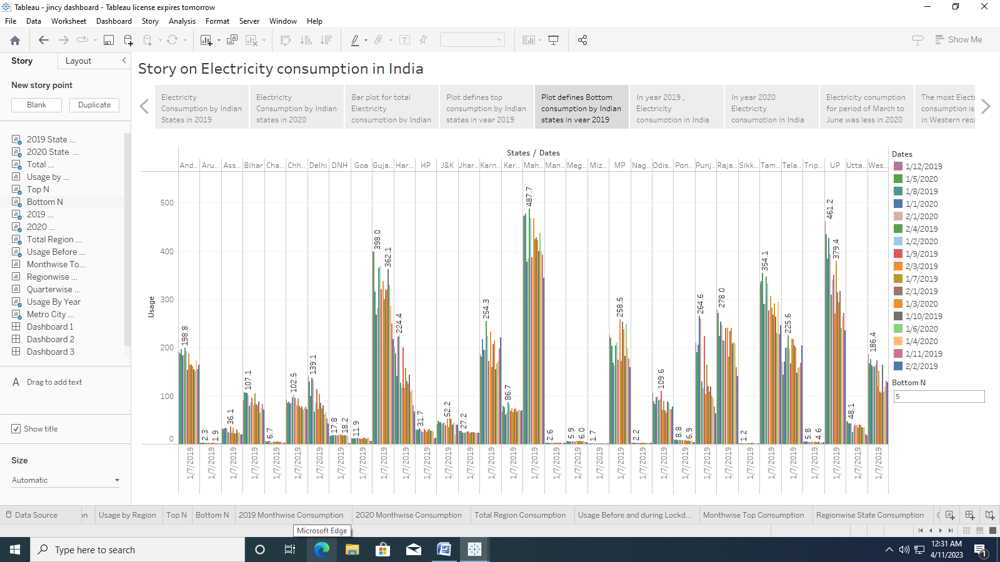 Tableau - jincy dashboard - Tableau license expires tomorrow
File Data Worksheet Dashboard Story Analysis Format Server Window Help
Show Me
Story Layout
New story point
Blank Duplicate
2019 State ...
2020 State ...
Total ...
Usage by ...
Top N
Bottom N
2019 ...
2020 ...
Total Region ...
Usage Before ...
Monthwise To...
Regionwise ...
Quarterwise ...
Usage By Year
Metro City ...
Dashboard 1
Dashboard 2
Dashboard 3
A Drag to add text
Show title
Size
Automatic
Story on Electricity consumption in India
Electricity
Consumption by Indian
States in 2019
Electricity
Consumption by Indian
states in 2020
Bar plot for total
Electricity
consumption by Indian
Plot defines top
consumption by Indian
states in year 2019
Plot defines Bottom
consumption by Indian
states in year 2019
In year 2019 ,
Electricity
consumption in India
In year 2020
Electricity
consumption in India
Electricity conumption
for period of March to
June was less in 2020
The most Electr
consumption is
in Western regi
States / Dates
And.. Aru.. Ass.. Bihar Cha.. Chh.. Delhi DNH Goa Guja.. Har.. HP J&K Jhar.. Karn.. Ker.. Mah.. Man.. Meg.. Miz.. MP Nag.. Odis.. Pon.. Punj.. Raja.. Sikk.. Tam.. Tela.. Trip.. UP Utta.. Wes..
Usage
500
400
300
200
100
0
198.8
2.3
1.9
36.1
107.1
6.7
102.5
139.1
17.8
18.2
11.9
398.0
362.1
224.4
31.7
52.2
27.2
254.3
86.7
487.7
2.6
5.9
6.0
1.7
258.5
2.2
109.6
8.8
6.9
264.6
278.0
1.2
354.1
225.6
5.8
4.6
461.2
379.4
48.1
186.4
1/7/2019 1/7/2019 1/7/2019 1/7/2019 1/7/2019 1/7/2019 1/7/2019 1/7/2019 1/7/2019 1/7/2019 1/7/2019 1/7/2019 1/7/2019 1/7/2019 1/7/2019 1/7/2019 1/7/2019 1/7/2019 1/7/2019 1/7/2019 1/7/2019 1/7/2019 1/7/2019 1/7/2019 1/7/2019 1/7/2019 1/7/2019 1/7/2019 1/7/2019 1/7/2019 1/7/2019 1/7/2019 1/7/2019
Dates
1/12/2019
1/5/2020
1/8/2019
1/1/2020
2/1/2020
2/4/2019
1/2/2020
1/9/2019
2/3/2019
1/7/2019
2/1/2019
1/3/2020
1/10/2019
1/6/2020
1/4/2020
1/11/2019
2/2/2019
Bottom N
5
Data Source on Usage by Region Top N Bottom N 2019 Monthwise Consumption 2020 Monthwise Consumption Total Region Consumption Usage Before and during Lockd... Monthwise Top Consumption Regionwise State Consumption
Microsoft Edge
Type here to search
12:31 AM
4/11/2023
1